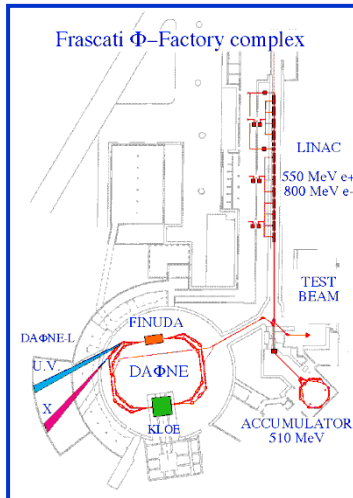 Frascati Φ–Factory complex
LINAC
550 MeV e+
800 MeV e-
TEST
BEAM
FINUDA
DAΦNE-L
U.V.
DAΦNE
X
KLOE
ACCUMULATOR
510 MeV